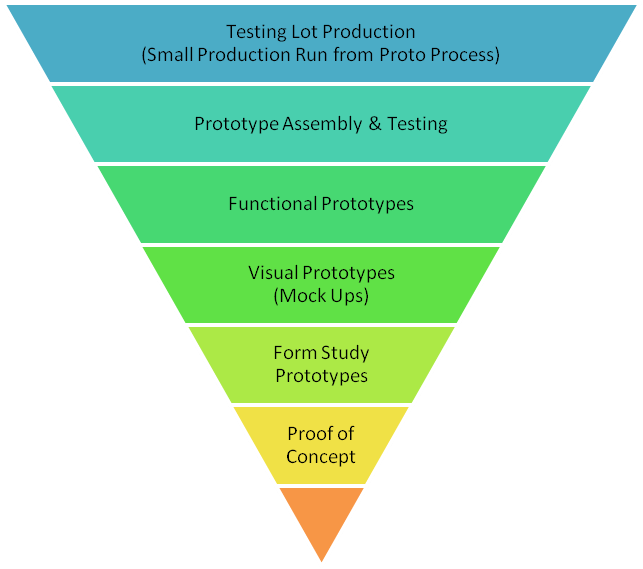 Testing Lot Production
(Small Production Run from Proto Process)
Prototype Assembly & Testing
Functional Prototypes
Visual Prototypes
(Mock Ups)
Form Study
Prototypes
Proof of
Concept